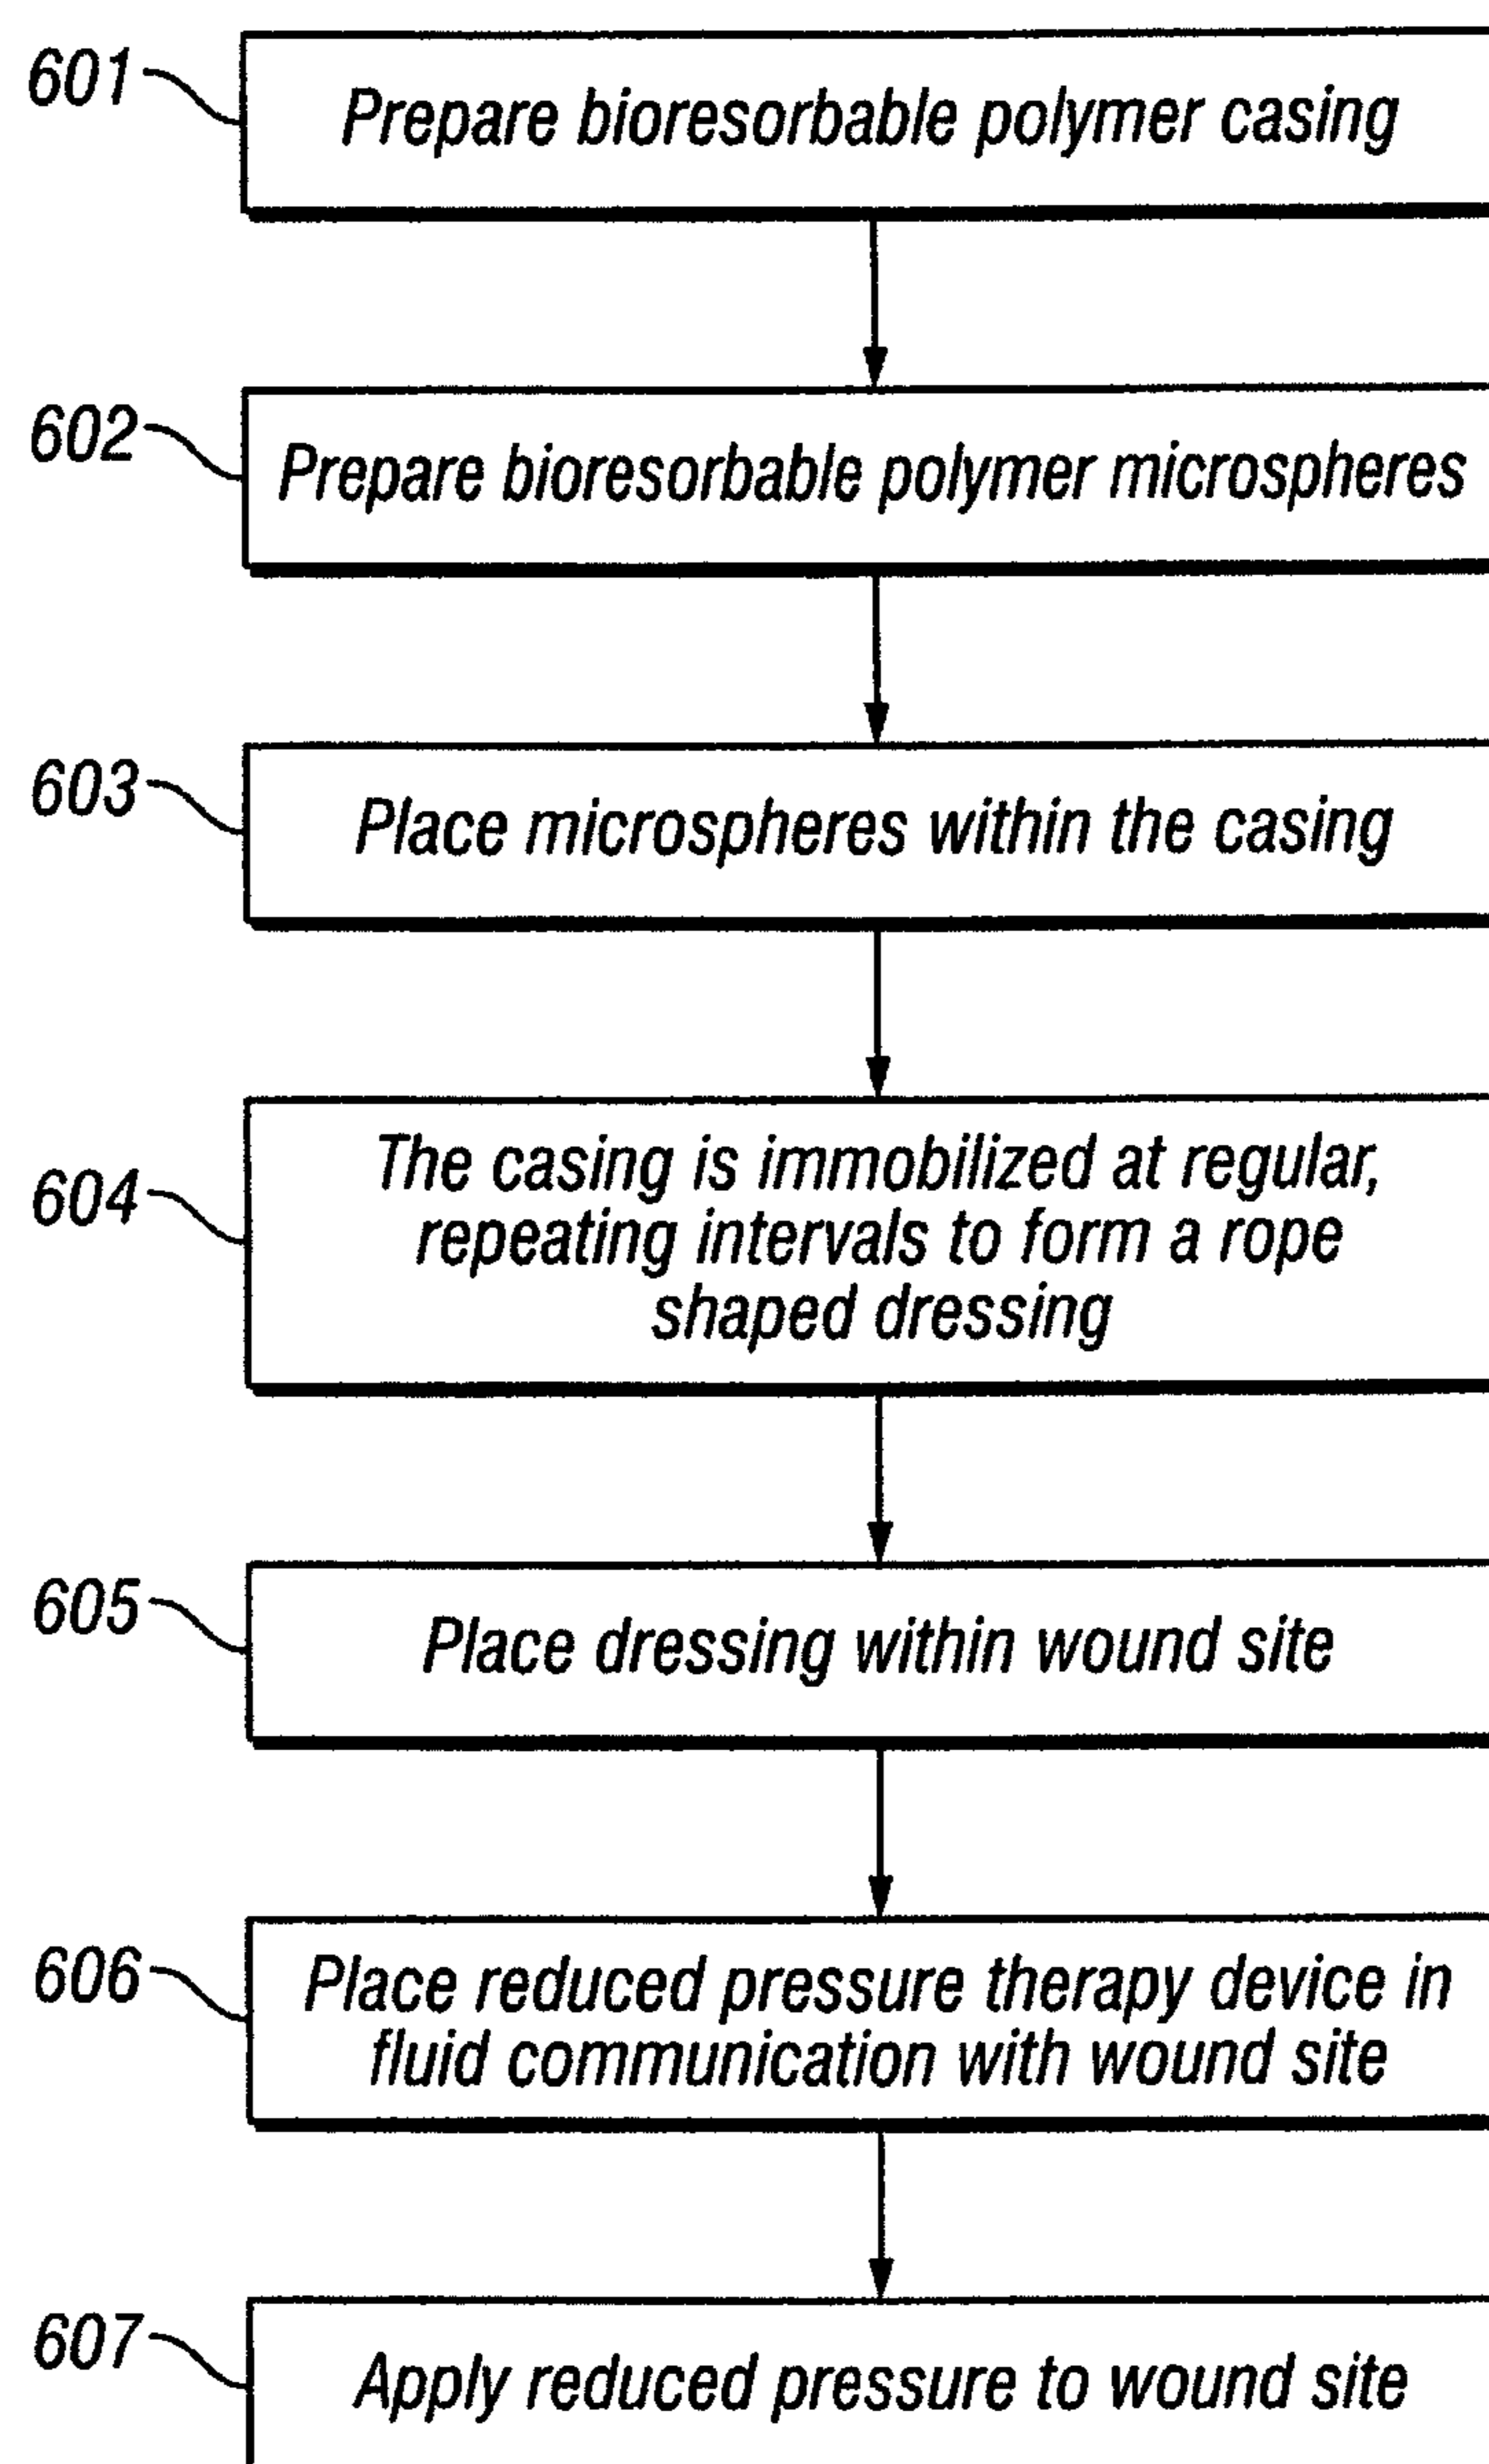 601
Prepare bioresorbable polymer casing
602
Prepare bioresorbable polymer microspheres
603
Place microspheres within the casing
604
The casing is immobilized at regular,
repeating intervals to form a rope
shaped dressing
605
Place dressing within wound site
606
Place reduced pressure therapy device in
fluid communication with wound site
607
Apply reduced pressure to wound site